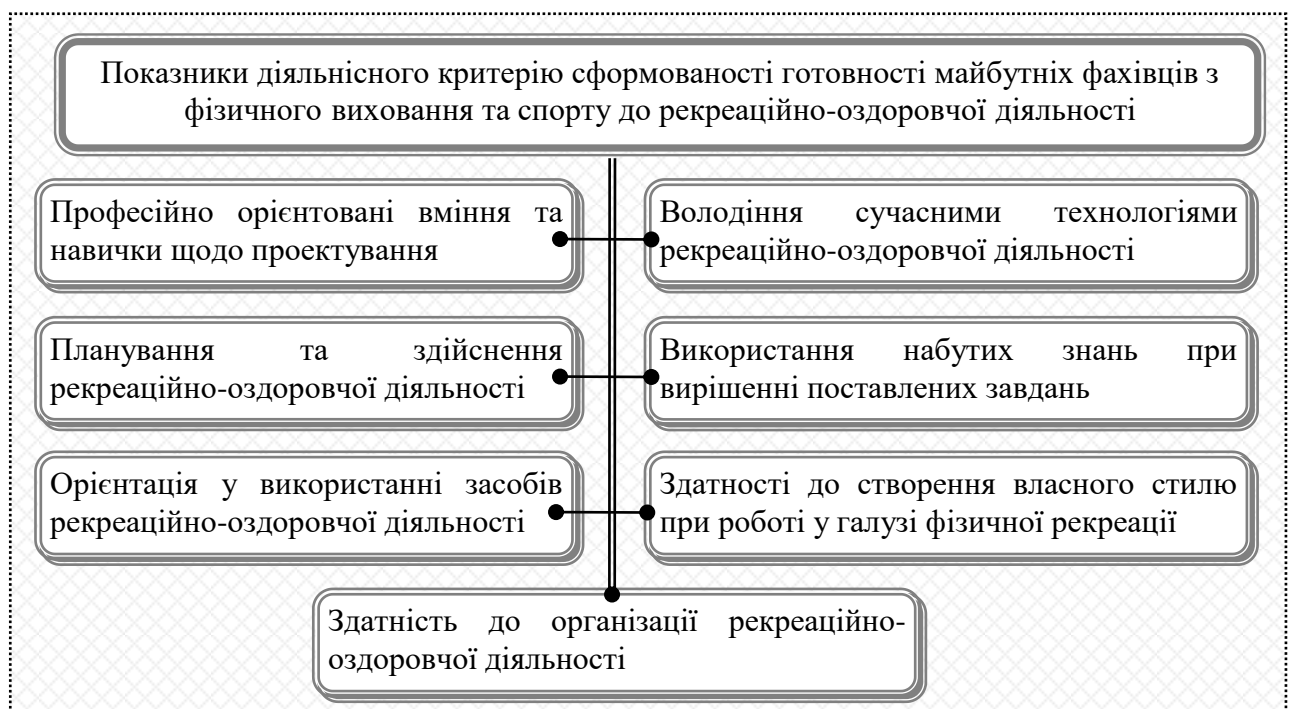 Показники діяльнісного критерію сформованості готовності майбутніх фахівців з
фізичного виховання та спорту до рекреаційно-оздоровчої діяльності
Професійно орієнтовані вміння та
навички щодо проектування
Володіння сучасними технологіями
рекреаційно-оздоровчої діяльності
Планування та здійснення
рекреаційно-оздоровчої діяльності
Використання набутих знань при
вирішенні поставлених завдань
Орієнтація у використанні засобів
рекреаційно-оздоровчої діяльності
Здатності до створення власного стилю
при роботі у галузі фізичної рекреації
Здатність до організації рекреаційно-
оздоровчої діяльності